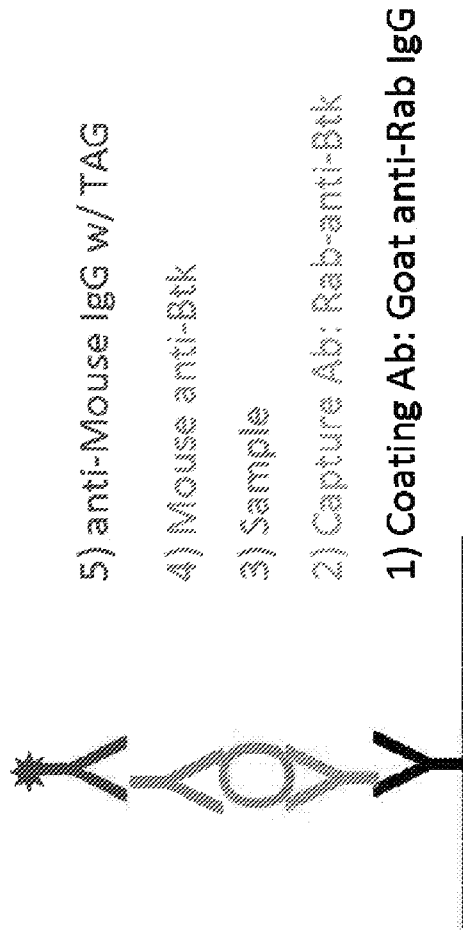 5) anti-Mouse IgG w/ TAG
4) Mouse anti-Btk
3) Sample
2) Capture Ab: Rab-anti-Btk
1) Coating Ab: Goat anti-Rab IgG